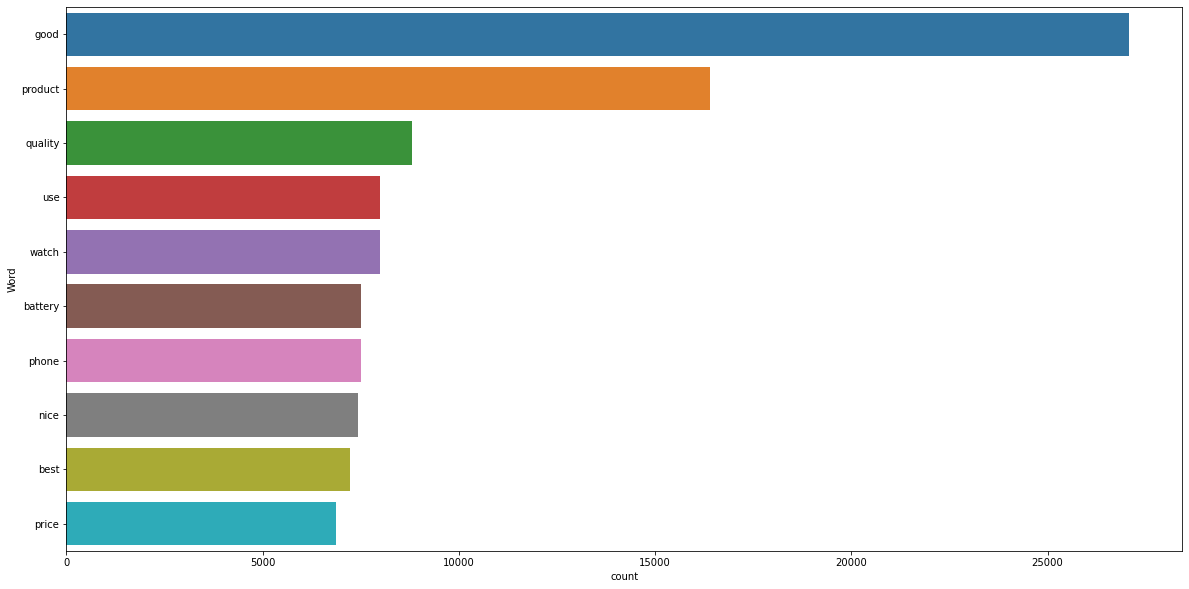 good
product
quality
use
watch
battery
phone
nice
best
price
Word
0 5000 10000 15000 20000 25000
count